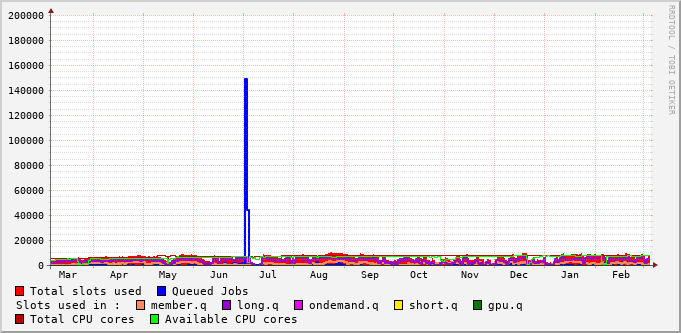 RRDTOOL / TOBI OETIKER
200000
180000
160000
140000
120000
100000
80000
60000
40000
20000
0
Mar Apr May Jun Jul Aug Sep Oct Nov Dec Jan Feb
Total slots used Queued Jobs
Slots used in : member.q long.q ondemand.q short.q gpu.q
Total CPU cores Available CPU cores